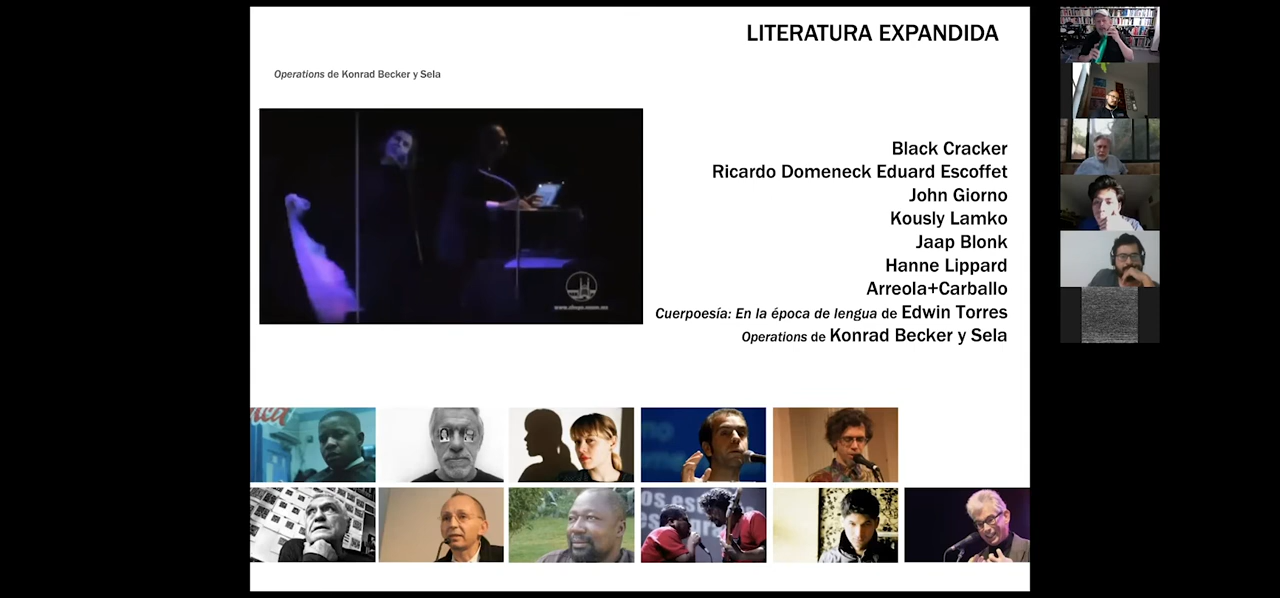 LITERATURA EXPANDIDA
Operations de Konrad Becker y Sela
Black Cracker
Ricardo Domeneck Eduard Escoffet
John Giorno
Kously Lamko
Jaap Blonk
Hanne Lippard
Arreola+Carballo
Cuerpoesía: En la época de lengua de Edwin Torres
Operations de Konrad Becker y Sela